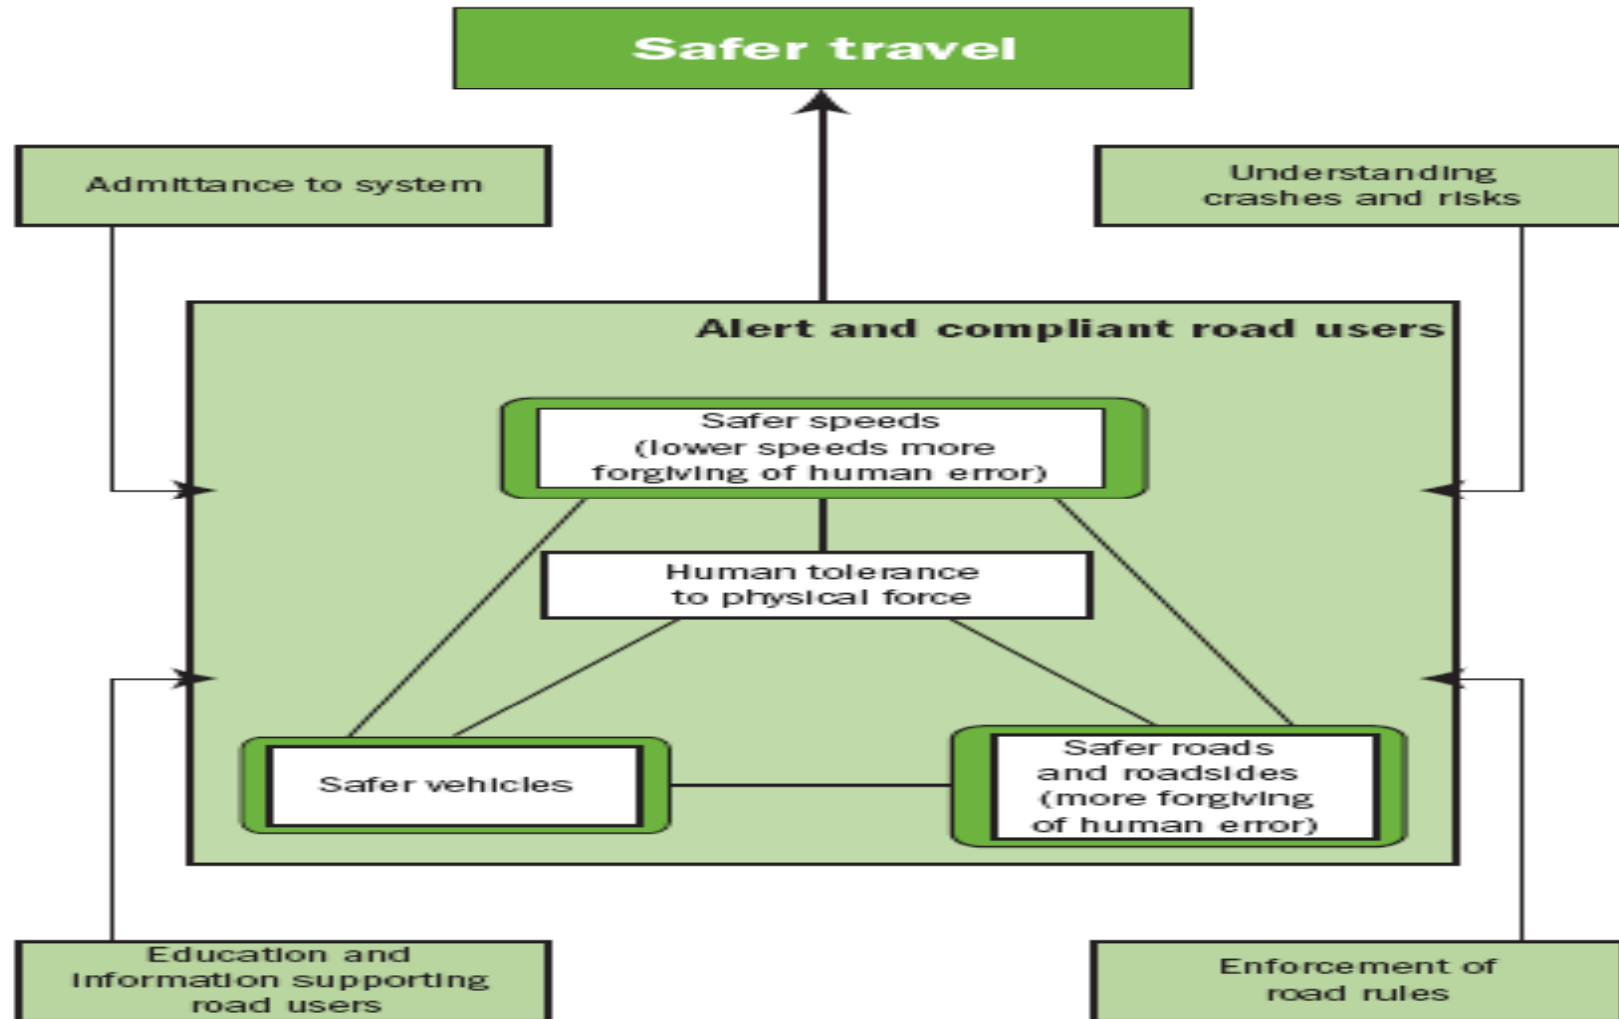 Safer travel
Admittance to system
Understanding
crashes and risks
Alert and compliant road users
Safer speeds
(lower speeds more
forgiving of human error)
Human tolerance
to physical force
Safer vehicles
Safer roads
and roadsides
(more forgiving
of human error)
Education and
information supporting
road users
Enforcement of
road rules